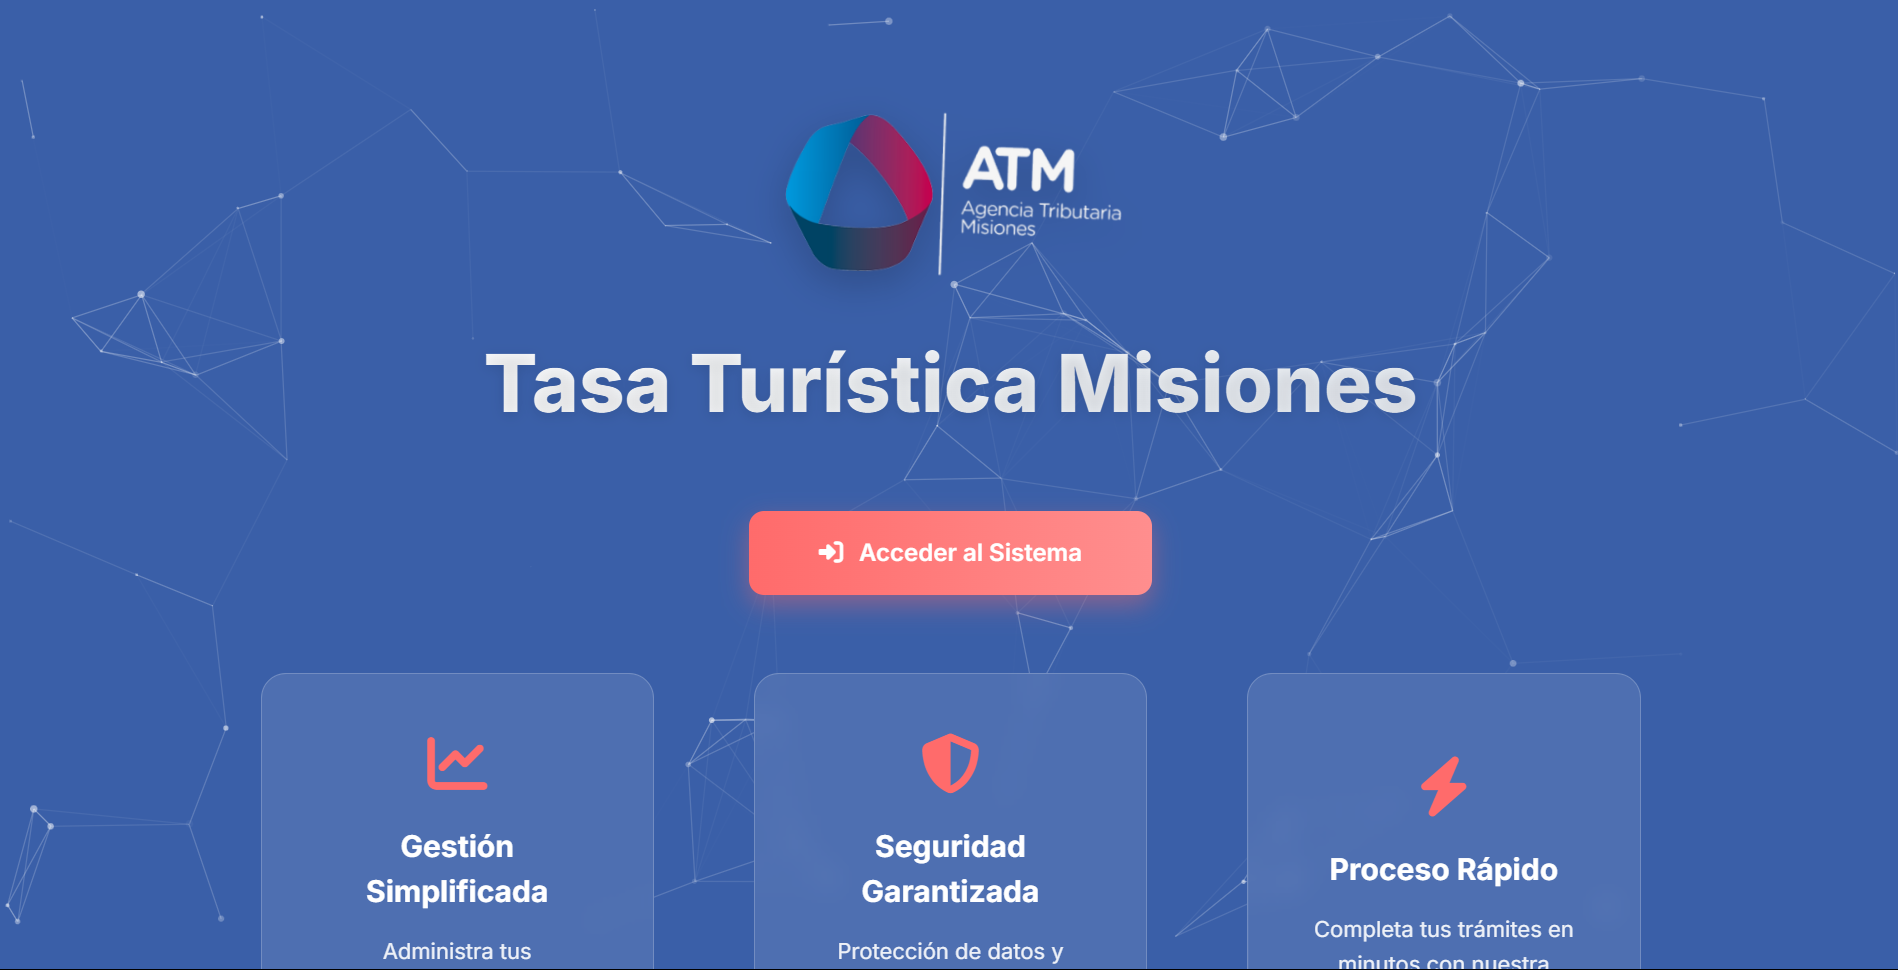 ATM
Agencia Tributaria
Misiones
Tasa Turística Misiones
Acceder al Sistema
Gestión
Simplificada
Administra tus
Seguridad
Garantizada
Protección de datos y
Proceso Rápido
Completa tus trámites en
minutos con nuestra